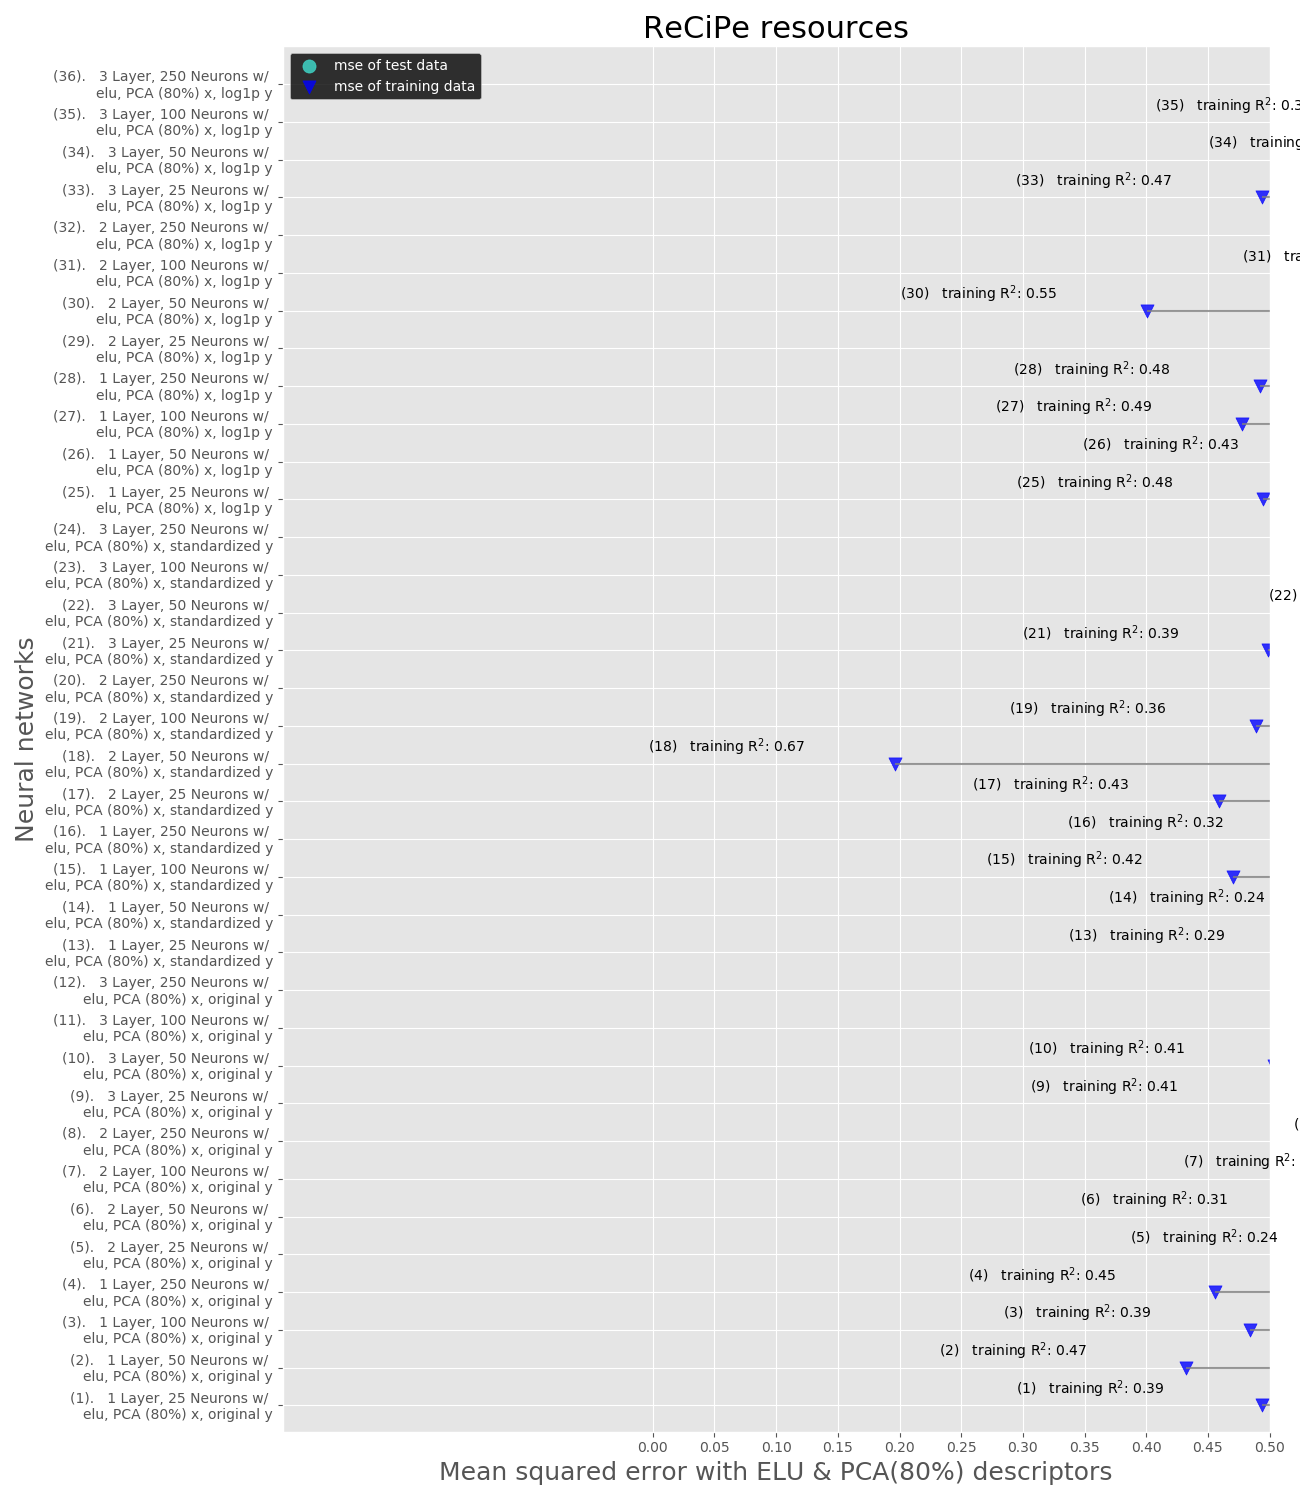 ReCiPe resources
mse of test data
mse of training data
(36).   3 Layer, 250 Neurons w/
elu, PCA (80%) x, log1p y
(35).   3 Layer, 100 Neurons w/
elu, PCA (80%) x, log1p y
(34).   3 Layer, 50 Neurons w/
elu, PCA (80%) x, log1p y
(33).   3 Layer, 25 Neurons w/
elu, PCA (80%) x, log1p y
(32).   2 Layer, 250 Neurons w/
elu, PCA (80%) x, log1p y
(31).   2 Layer, 100 Neurons w/
elu, PCA (80%) x, log1p y
(30).   2 Layer, 50 Neurons w/
elu, PCA (80%) x, log1p y
(29).   2 Layer, 25 Neurons w/
elu, PCA (80%) x, log1p y
(28).   1 Layer, 250 Neurons w/
elu, PCA (80%) x, log1p y
(27).   1 Layer, 100 Neurons w/
elu, PCA (80%) x, log1p y
(26).   1 Layer, 50 Neurons w/
elu, PCA (80%) x, log1p y
(25).   1 Layer, 25 Neurons w/
elu, PCA (80%) x, log1p y
(24).   3 Layer, 250 Neurons w/
elu, PCA (80%) x, standardized y
(23).   3 Layer, 100 Neurons w/
elu, PCA (80%) x, standardized y
(22).   3 Layer, 50 Neurons w/
elu, PCA (80%) x, standardized y
(21).   3 Layer, 25 Neurons w/
elu, PCA (80%) x, standardized y
(20).   2 Layer, 250 Neurons w/
elu, PCA (80%) x, standardized y
(19).   2 Layer, 100 Neurons w/
elu, PCA (80%) x, standardized y
(18).   2 Layer, 50 Neurons w/
elu, PCA (80%) x, standardized y
(17).   2 Layer, 25 Neurons w/
elu, PCA (80%) x, standardized y
(16).   1 Layer, 250 Neurons w/
elu, PCA (80%) x, standardized y
(15).   1 Layer, 100 Neurons w/
elu, PCA (80%) x, standardized y
(14).   1 Layer, 50 Neurons w/
elu, PCA (80%) x, standardized y
(13).   1 Layer, 25 Neurons w/
elu, PCA (80%) x, standardized y
(12).   3 Layer, 250 Neurons w/
elu, PCA (80%) x, original y
(11).   3 Layer, 100 Neurons w/
elu, PCA (80%) x, original y
(10).   3 Layer, 50 Neurons w/
elu, PCA (80%) x, original y
(9).   3 Layer, 25 Neurons w/
elu, PCA (80%) x, original y
(8).   2 Layer, 250 Neurons w/
elu, PCA (80%) x, original y
(7).   2 Layer, 100 Neurons w/
elu, PCA (80%) x, original y
(6).   2 Layer, 50 Neurons w/
elu, PCA (80%) x, original y
(5).   2 Layer, 25 Neurons w/
elu, PCA (80%) x, original y
(4).   1 Layer, 250 Neurons w/
elu, PCA (80%) x, original y
(3).   1 Layer, 100 Neurons w/
elu, PCA (80%) x, original y
(2).   1 Layer, 50 Neurons w/
elu, PCA (80%) x, original y
(1).   1 Layer, 25 Neurons w/
elu, PCA (80%) x, original y
Neural networks
(35)   training R²: 0.3
(34)   training
(33)   training R²: 0.47
(31)   tra
(30)   training R²: 0.55
(28)   training R²: 0.48
(27)   training R²: 0.49
(26)   training R²: 0.43
(25)   training R²: 0.48
(22)
(21)   training R²: 0.39
(19)   training R²: 0.36
(18)   training R²: 0.67
(17)   training R²: 0.43
(16)   training R²: 0.32
(15)   training R²: 0.42
(14)   training R²: 0.24
(13)   training R²: 0.29
(10)   training R²: 0.41
(9)   training R²: 0.41
(
(7)   training R²:
(6)   training R²: 0.31
(5)   training R²: 0.24
(4)   training R²: 0.45
(3)   training R²: 0.39
(2)   training R²: 0.47
(1)   training R²: 0.39
0.00 0.05 0.10 0.15 0.20 0.25 0.30 0.35 0.40 0.45 0.50
Mean squared error with ELU & PCA(80%) descriptors